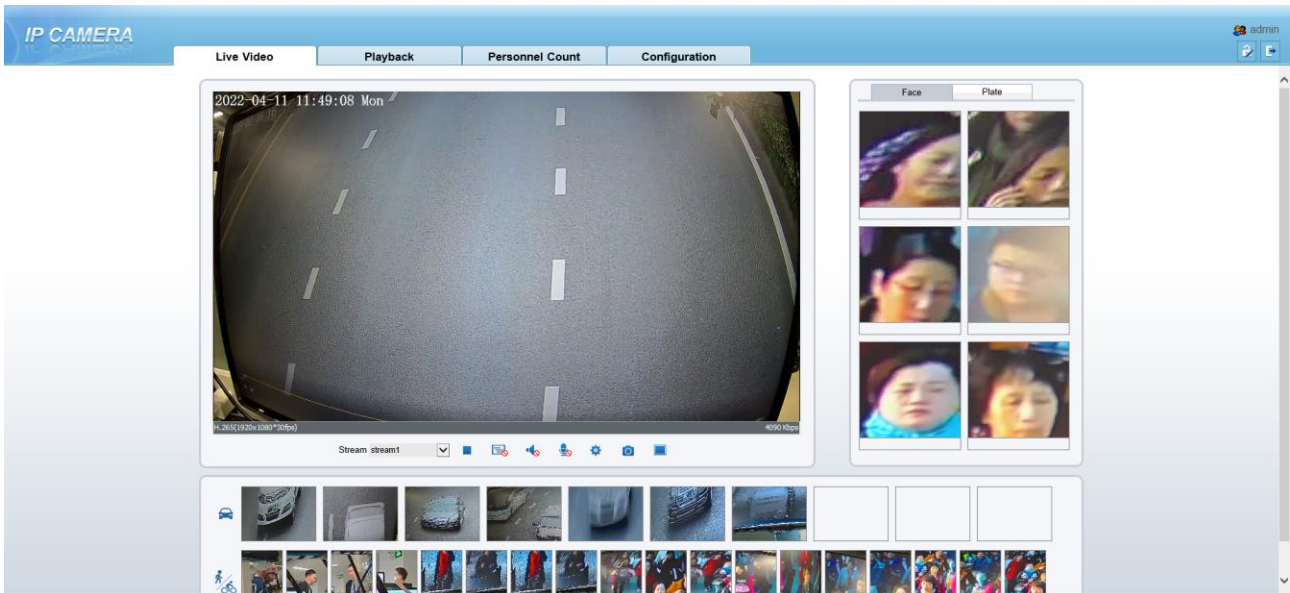 IP CAMERA
admin
Live Video
Playback
Personnel Count
Configuration
2022-04-11 11:49:08 Mon
Face
Plate
H.265(1920x1080*30fps)
4090 Kbps
Stream stream1